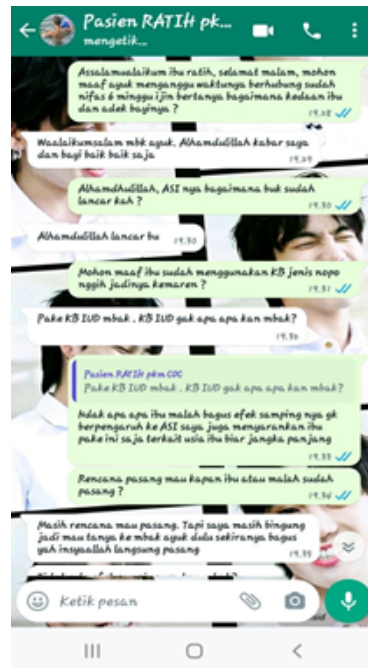 Pasien RATIH pk...
mengetik...
Assalamualaikum ibu ratih, selamat malam, mohon
maaf ayuk menganggu waktunya berhubung sudah
nifas 6 minggu ijin bertanya bagaimana kedaan ibu
dan adek bayinya ?
19.28
Waalaikumsalam mbk ayuk. Alhamdulillah kabar saya
dan bayi baik baik saja
19.29
Alhamdhulillah, ASI nya bagaimana buk sudah
lancar kah ?
19.30
Alhamdulillah lancar bu
19.30
Mohon maaf ibu sudah menggunakan KB jenis nopo
nggih jadinya kemaren ?
19.31
Pake KB IUD mbak . KB IUD gak apa apa kan mbak?
19.32
Pasien RATIH pkm COC
Pake KB IUD mbak . KB IUD gak apa apa kan mbak?
Ndak apa apa ibu malah bagus efek samping nya gk
berpengaruh ke ASI saya juga menyarankan ibu
pake ini saja terkait usia ibu biar jangka panjang
19.33
Rencana pasang mau kapan ibu atau malah sudah
pasang ?
19.34
Masih rencana mau pasang. Tapi saya masih bingung
jadi mau tanya ke mbak ayuk dulu sekiranya bagus
yah insyaallah langsung pasang
19.35
Ketik pesan